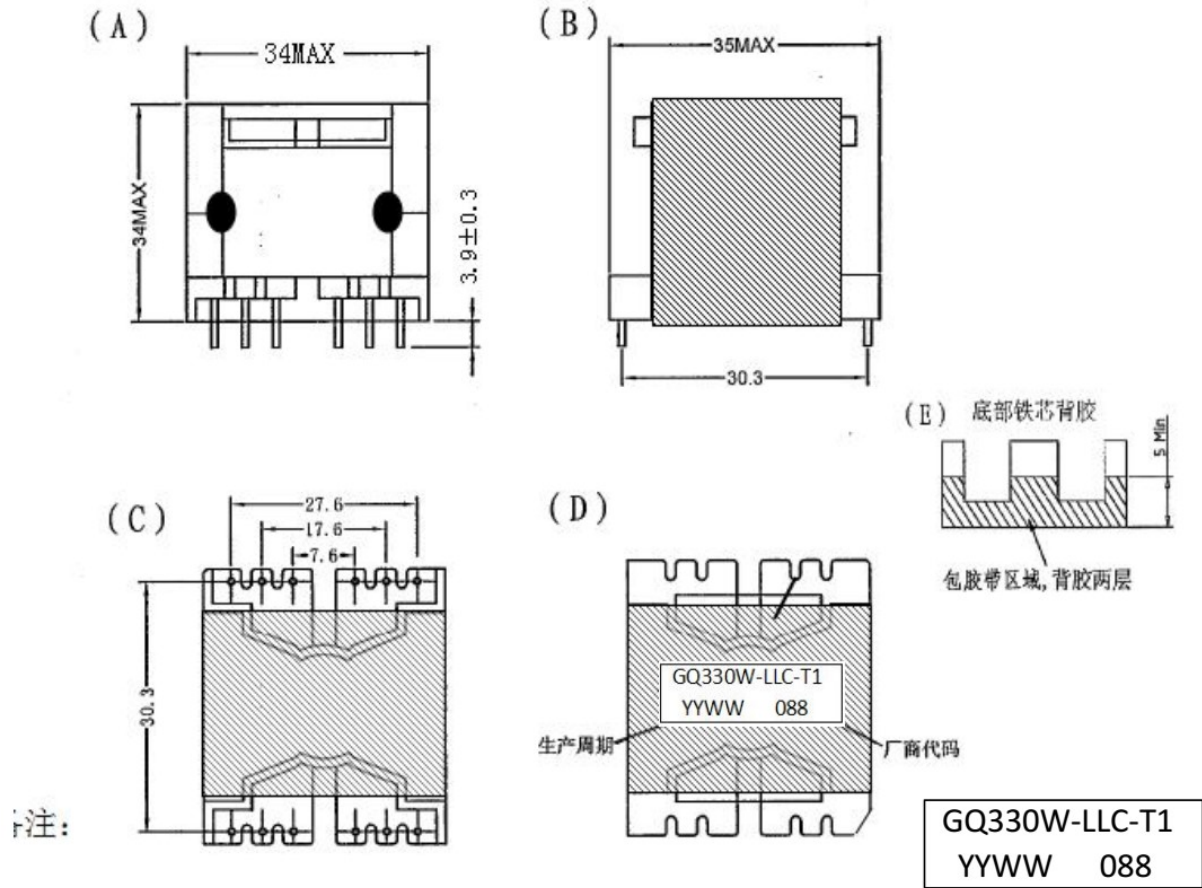 (A)
34MAX
34MAX
3.9±0.3
(B)
35MAX
30.3
(E) 底部铁芯背胶
5 Min
包胶带区域,背胶两层
(C)
27.6
17.6
7.6
30.3
(D)
GQ330W-LLC-T1
YYWW 088
生产周期
厂商代码
注:
GQ330W-LLC-T1
YYWW 088